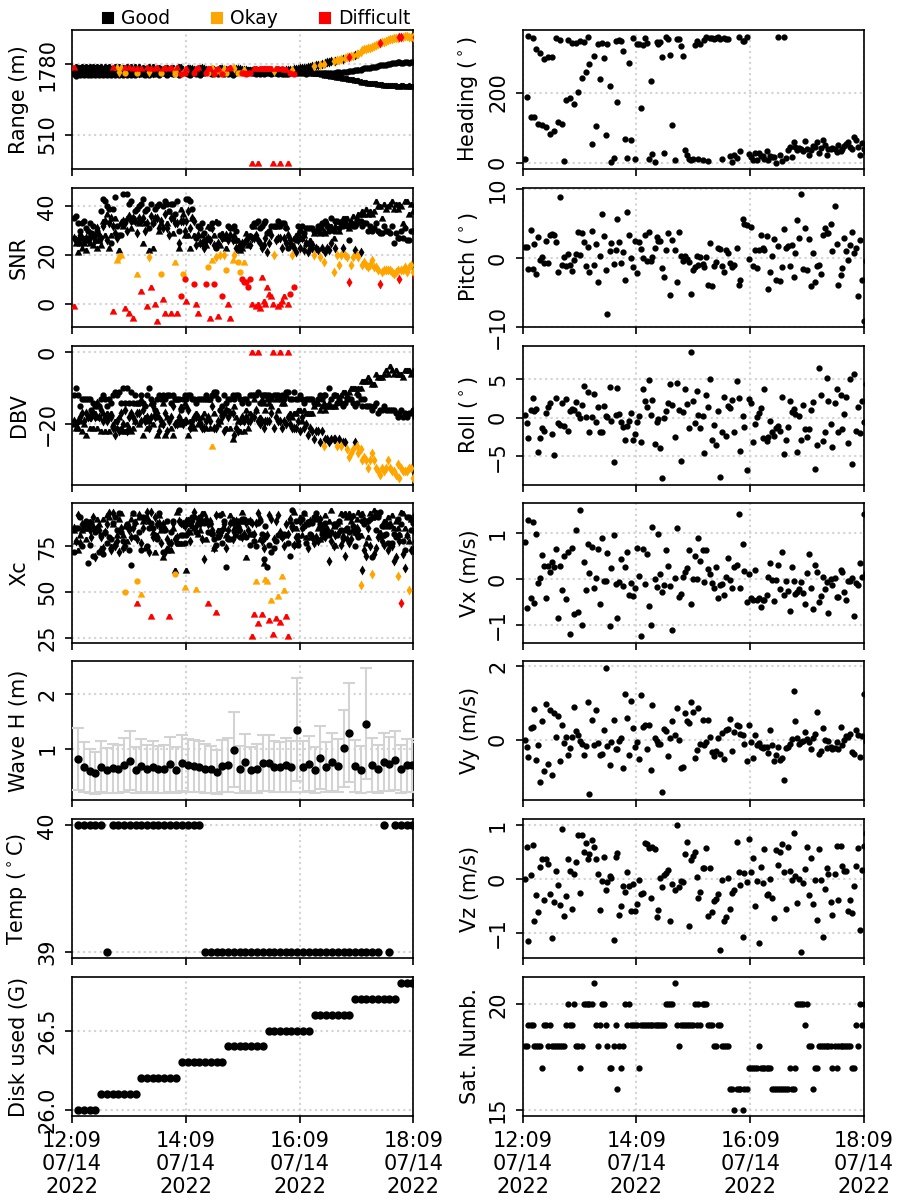 Good Okay Difficult
Range (m)
1780
510
Heading (°)
200
0
SNR
40
20
0
Pitch (°)
10
0
−10
DBV
0
−20
Roll (°)
5
0
−5
Xc
75
50
25
Vx (m/s)
1
0
−1
Wave H (m)
2
1
Vy (m/s)
2
0
Temp (°C)
40
39
Vz (m/s)
1
0
−1
Disk used (G)
26.5
26.0
Sat. Numb.
20
15
12:09 14:09 16:09 18:09
07/14 07/14 07/14 07/14
2022 2022 2022 2022
12:09 14:09 16:09 18:09
07/14 07/14 07/14 07/14
2022 2022 2022 2022